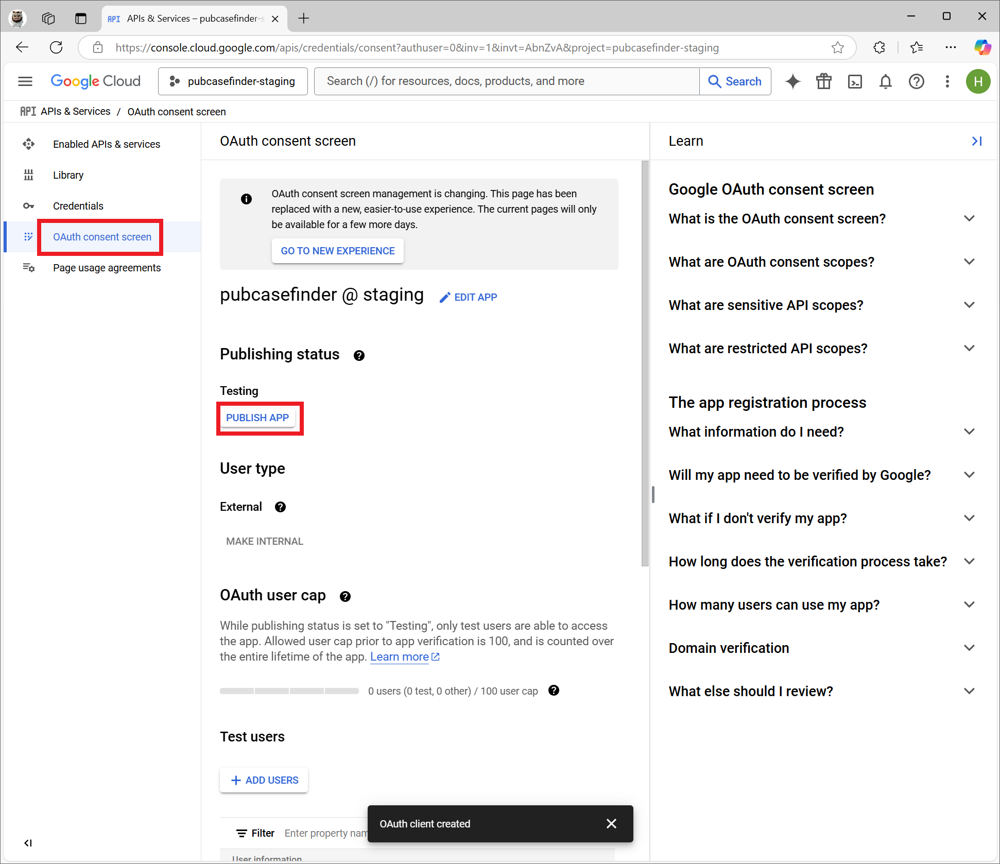 API APIs & Services – pubcasefinder-s
https://console.cloud.google.com/apis/credentials/consent?authuser=0&inv=1&invt=AbnZvA&project=pubcasefinder-staging
Google Cloud
pubcasefinder-staging
Search (/) for resources, docs, products, and more
Search
H
API APIs & Services / OAuth consent screen
Enabled APIs & services
Library
Credentials
OAuth consent screen
Page usage agreements
OAuth consent screen
OAuth consent screen management is changing. This page has been
replaced with a new, easier-to-use experience. The current pages will only
be available for a few more days.
GO TO NEW EXPERIENCE
pubcasefinder @ staging
EDIT APP
Publishing status
Testing
PUBLISH APP
User type
External
MAKE INTERNAL
OAuth user cap
While publishing status is set to "Testing", only test users are able to access
the app. Allowed user cap prior to app verification is 100, and is counted over
the entire lifetime of the app. Learn more
0 users (0 test, 0 other) / 100 user cap
Test users
ADD USERS
Filter Enter property nam
User information
OAuth client created
Learn
Google OAuth consent screen
What is the OAuth consent screen?
What are OAuth consent scopes?
What are sensitive API scopes?
What are restricted API scopes?
The app registration process
What information do I need?
Will my app need to be verified by Google?
What if I don't verify my app?
How long does the verification process take?
How many users can use my app?
Domain verification
What else should I review?